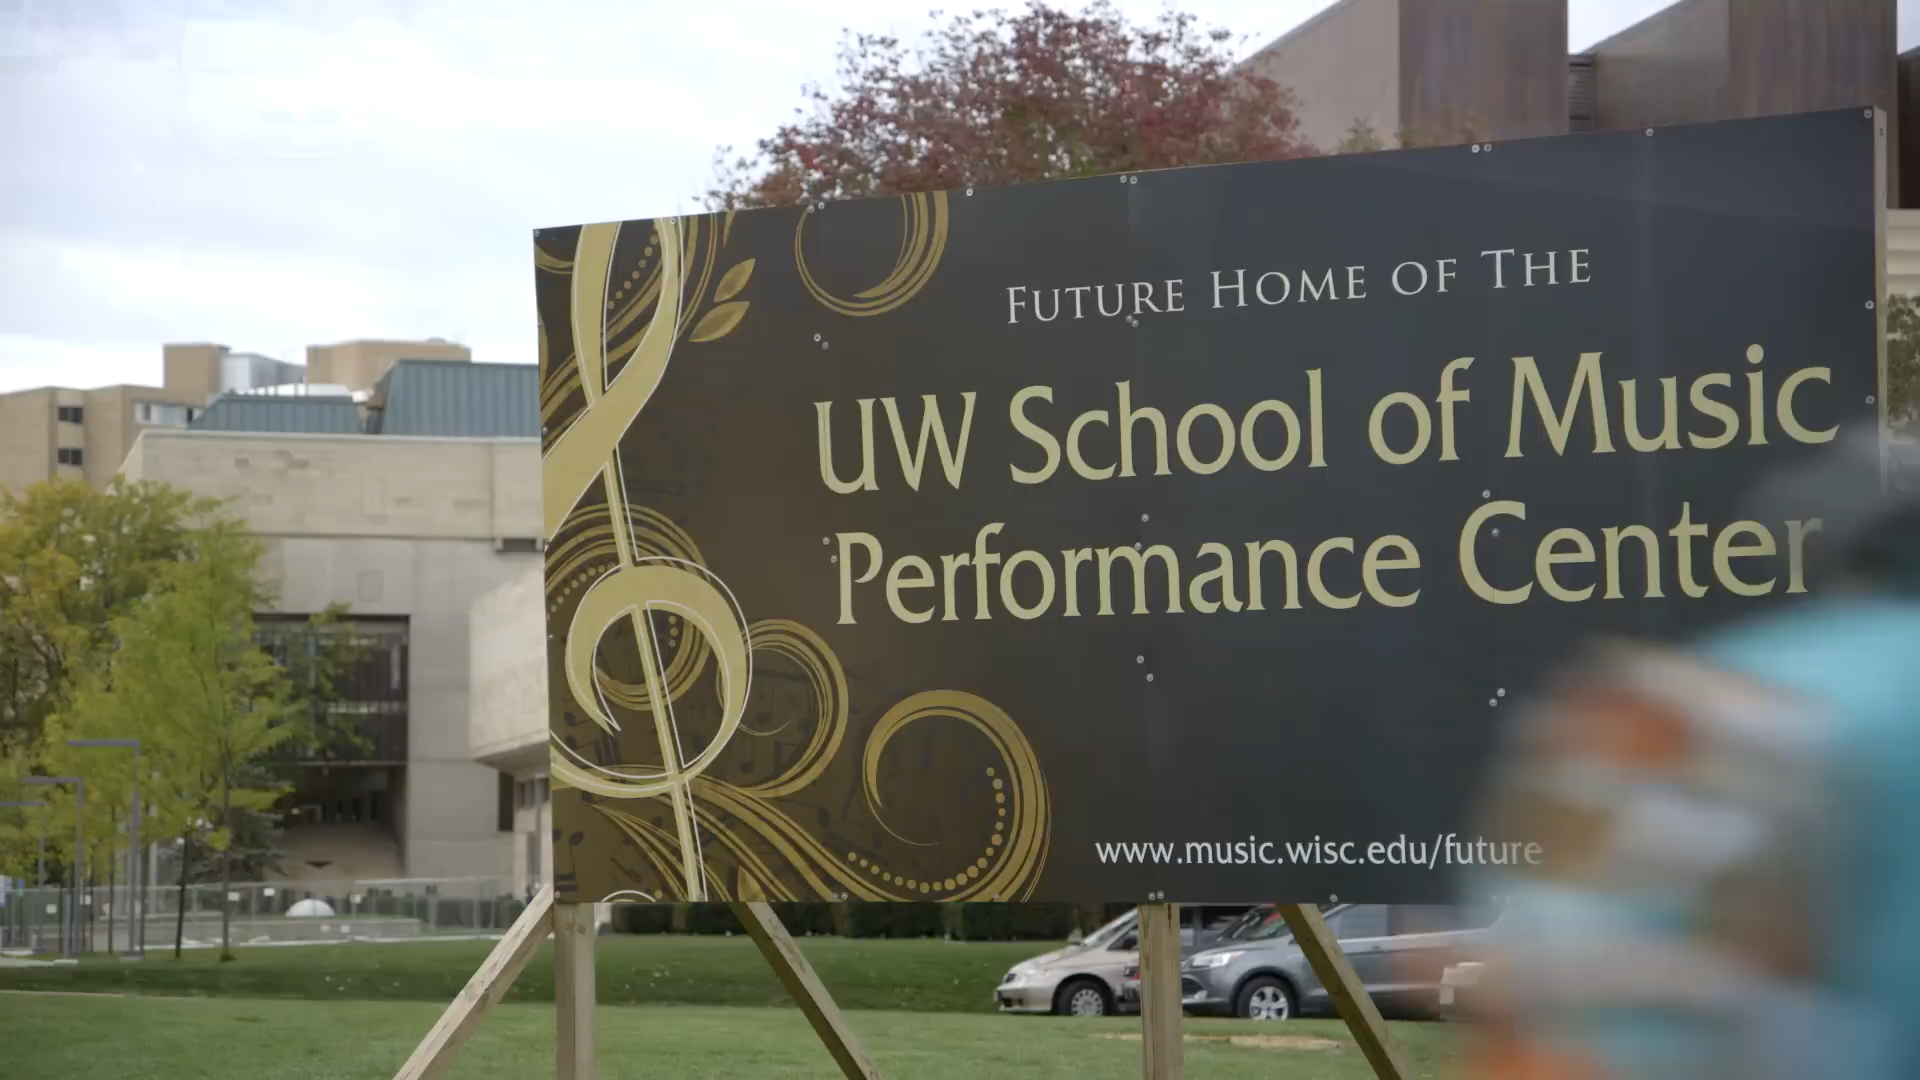 Future Home of The
UW School of Music
Performance Center
www.music.wisc.edu/future